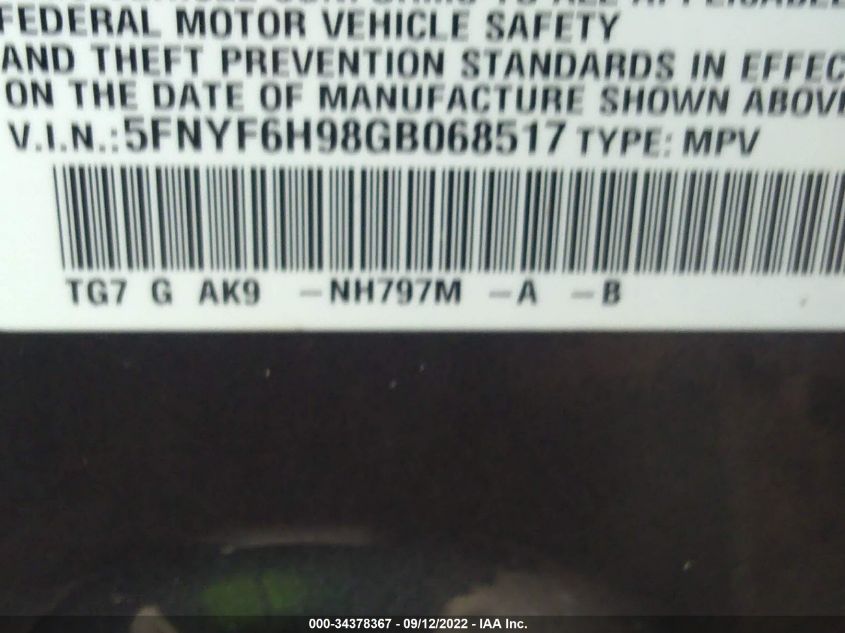 FEDERAL MOTOR VEHICLE SAFETY
AND THEFT PREVENTION STANDARDS IN EFFEC
ON THE DATE OF MANUFACTURE SHOWN ABOVE
V.I.N.:5FNYF6H98GB068517 TYPE: MPV
TG7 G AK9 -NH797M -A -B
000-34378367 - 09/12/2022 - IAA Inc.